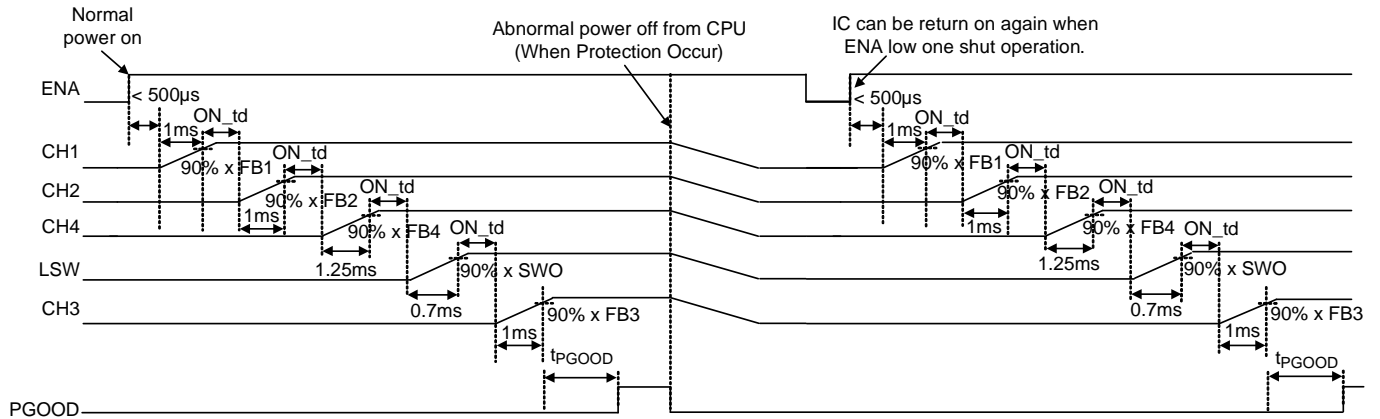 Normal
power on
Abnormal power off from CPU
(When Protection Occur)
IC can be return on again when
ENA low one shut operation.
ENA
< 500µs
< 500µs
1ms
ON_td
1ms
ON_td
CH1
90% x FB1
ON_td
90% x FB1
ON_td
CH2
90% x FB2
ON_td
90% x FB2
ON_td
1ms
1ms
CH4
90% x FB4
ON_td
90% x FB4
ON_td
1.25ms
1.25ms
LSW
90% x SWO
90% x SWO
0.7ms
0.7ms
CH3
90% x FB3
90% x FB3
1ms
1ms
tPGOOD
tPGOOD
PGOOD